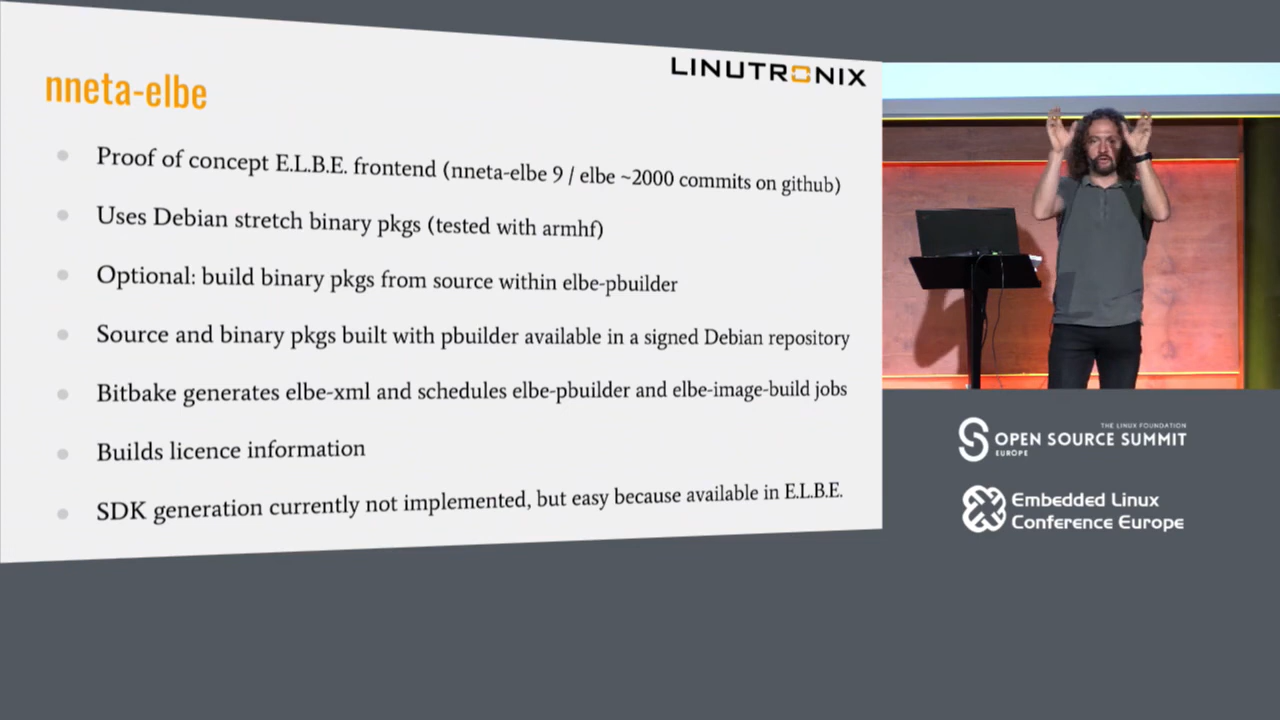 nneta-elbe
LINUTRONIX
Proof of concept E.L.B.E. frontend (nneta-elbe 9 / elbe ~2000 commits on github)
Uses Debian stretch binary pkgs (tested with armhf)
Optional: build binary pkgs from source within elbe-pbuilder
Source and binary pkgs built with pbuilder available in a signed Debian repository
Bitbake generates elbe-xml and schedules elbe-pbuilder and elbe-image-build jobs
Builds licence information
SDK generation currently not implemented, but easy because available in E.L.B.E.
THE LINUX FOUNDATION
OPEN SOURCE SUMMIT
EUROPE
Embedded Linux
Conference Europe